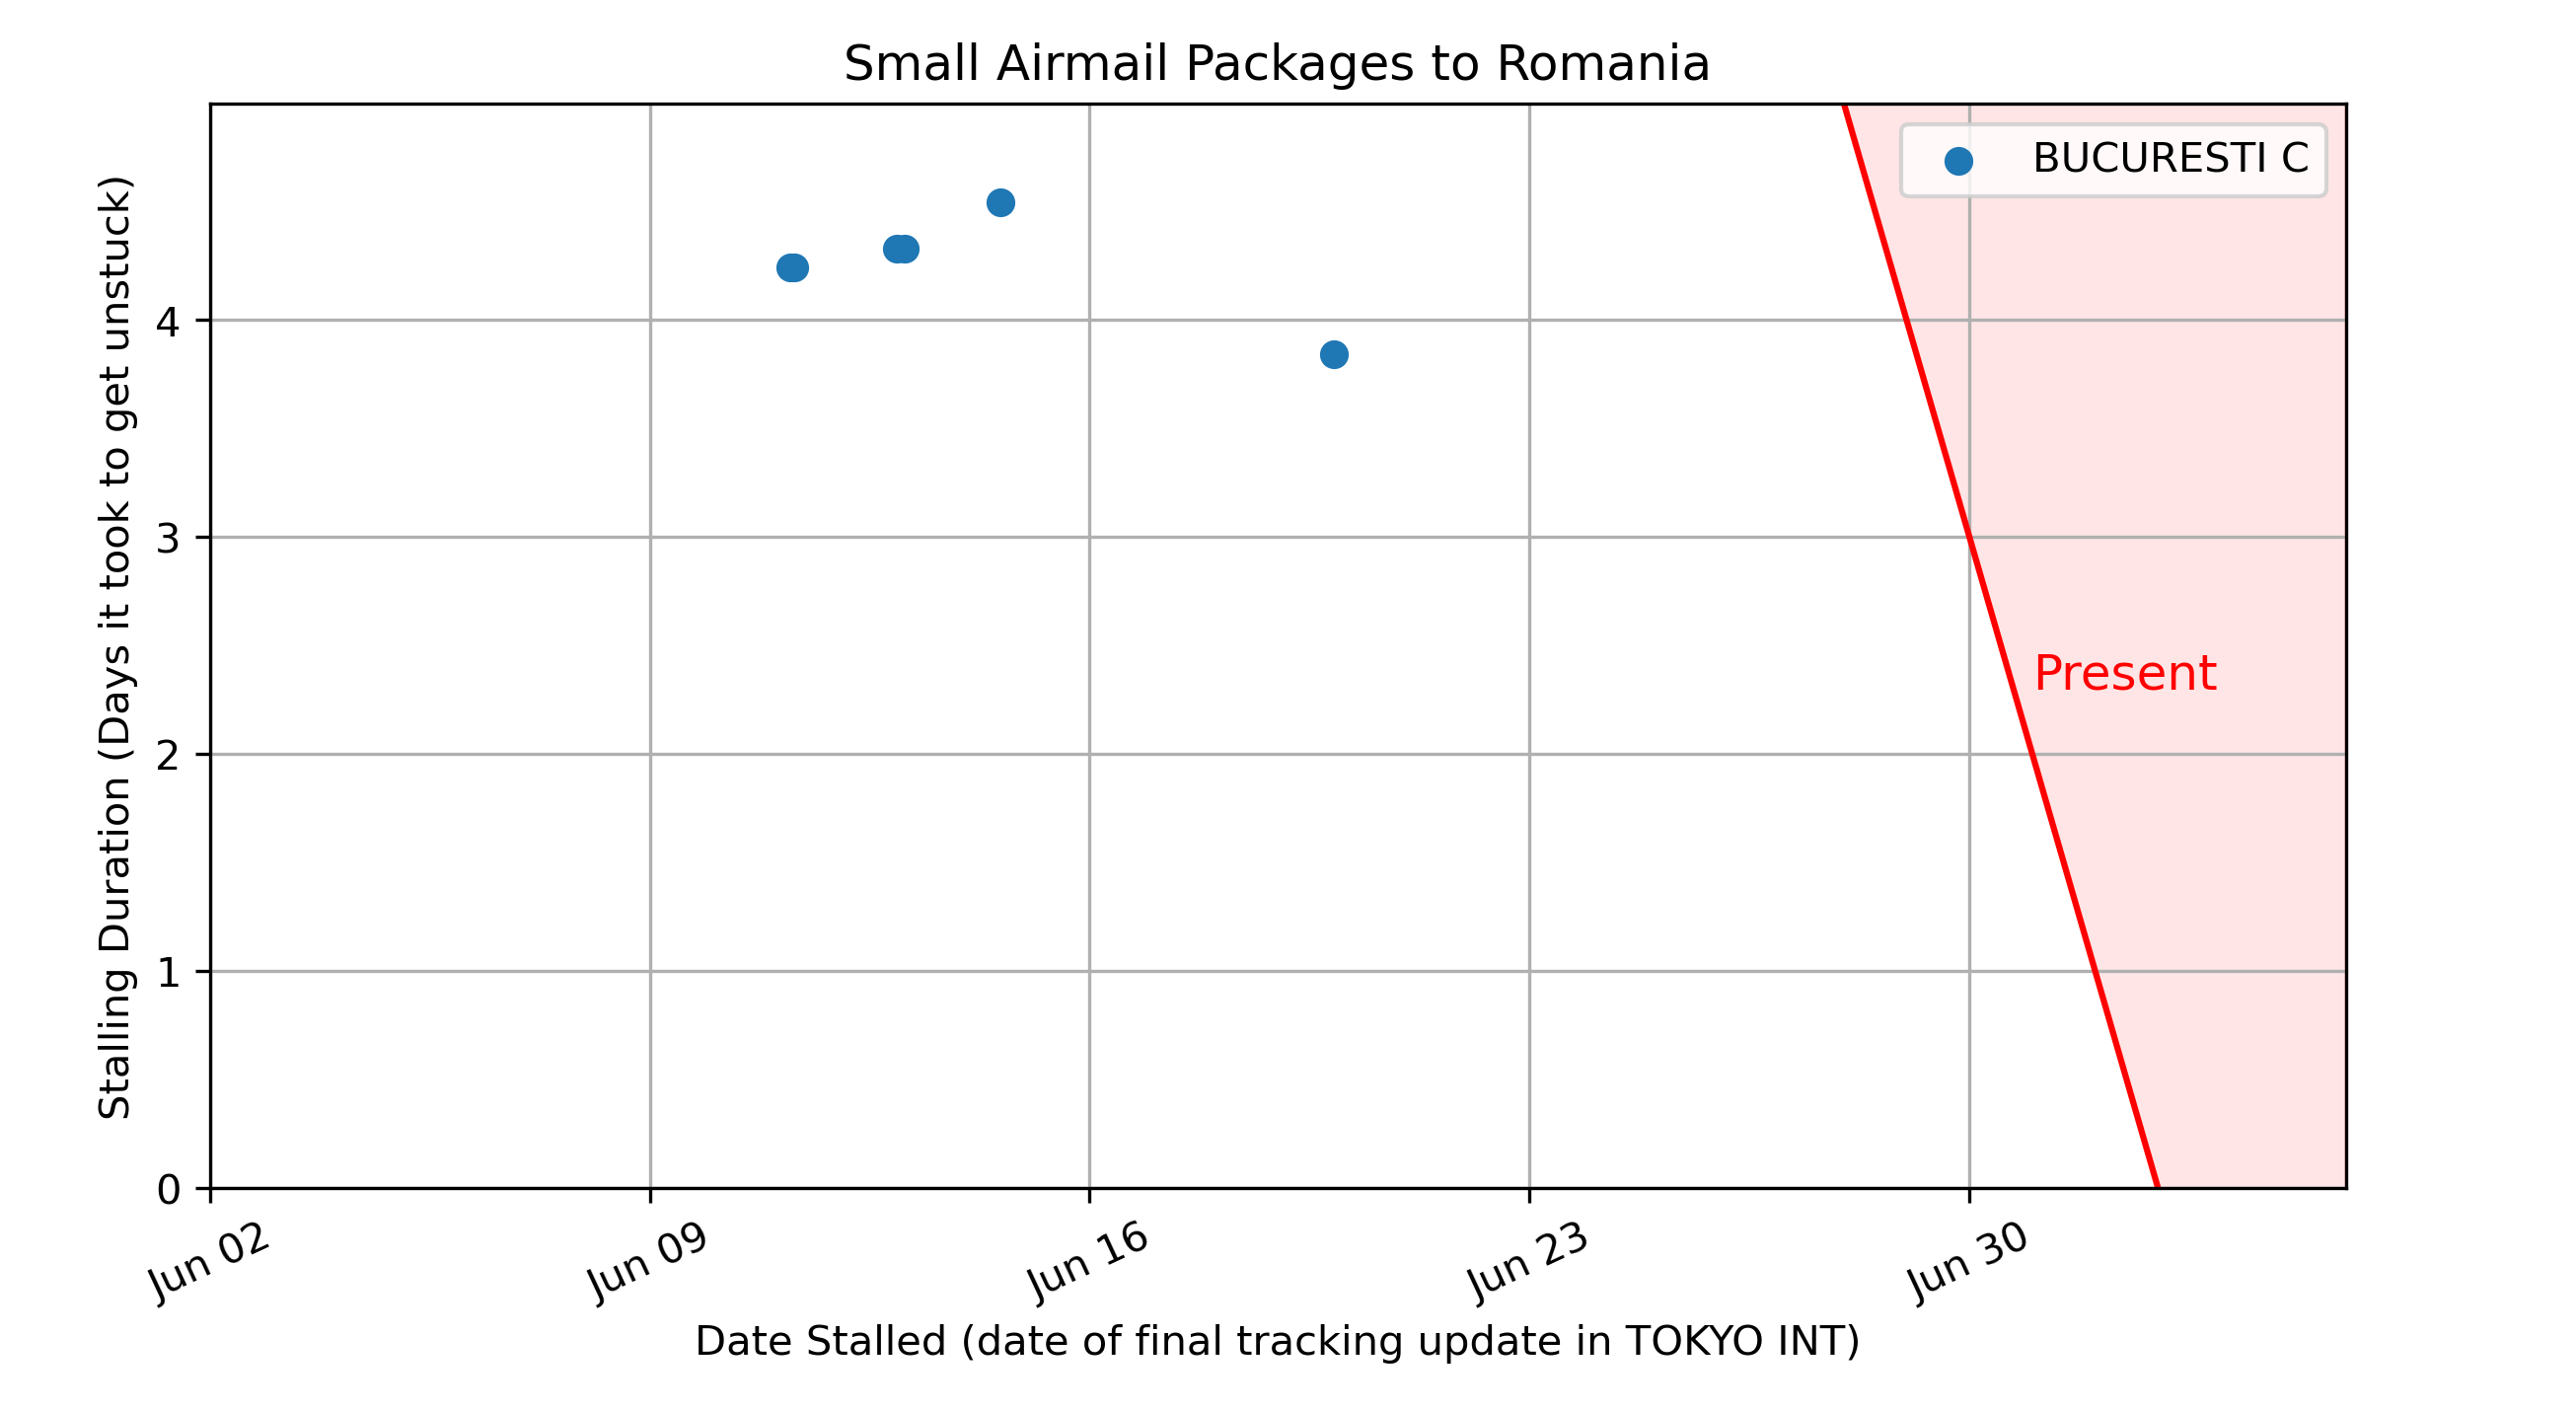 Small Airmail Packages to Romania
BUCURESTI C
Stalling Duration (Days it took to get unstuck)
4
3
2
1
0
Present
Jun 02
Jun 09
Jun 16
Jun 23
Jun 30
Date Stalled (date of final tracking update in TOKYO INT)